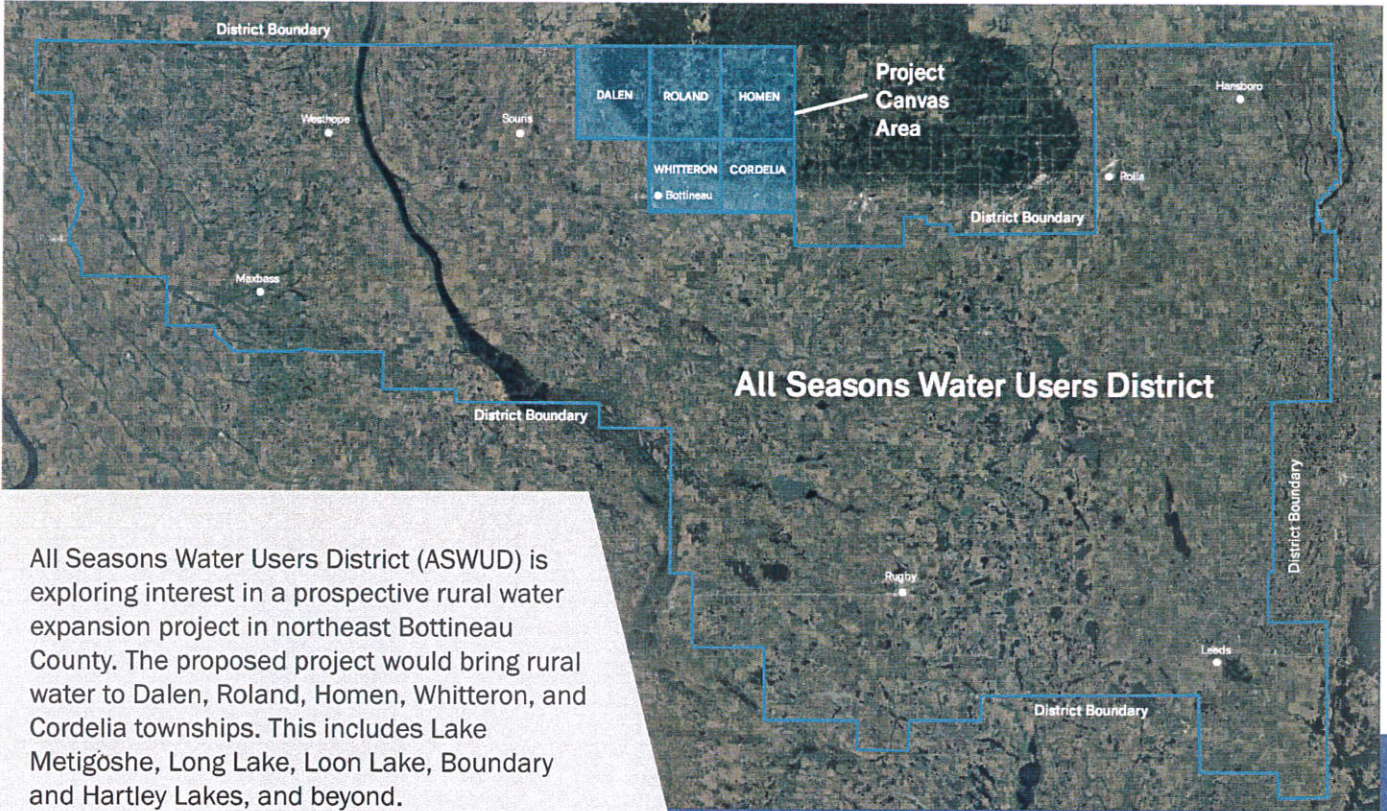 District Boundary
DALEN
ROLAND
HOMEN
Project
Canvas
Area
Hansboro
Westhope
Souris
WHITTERON
CORDELIA
Bottineau
Rolla
District Boundary
Maxbass
All Seasons Water Users District
District Boundary
District Boundary
Rugby
Leeds
District Boundary
All Seasons Water Users District (ASWUD) is
exploring interest in a prospective rural water
expansion project in northeast Bottineau
County. The proposed project would bring rural
water to Dalen, Roland, Homen, Whitteron, and
Cordelia townships. This includes Lake
Metigoshe, Long Lake, Loon Lake, Boundary
and Hartley Lakes, and beyond.